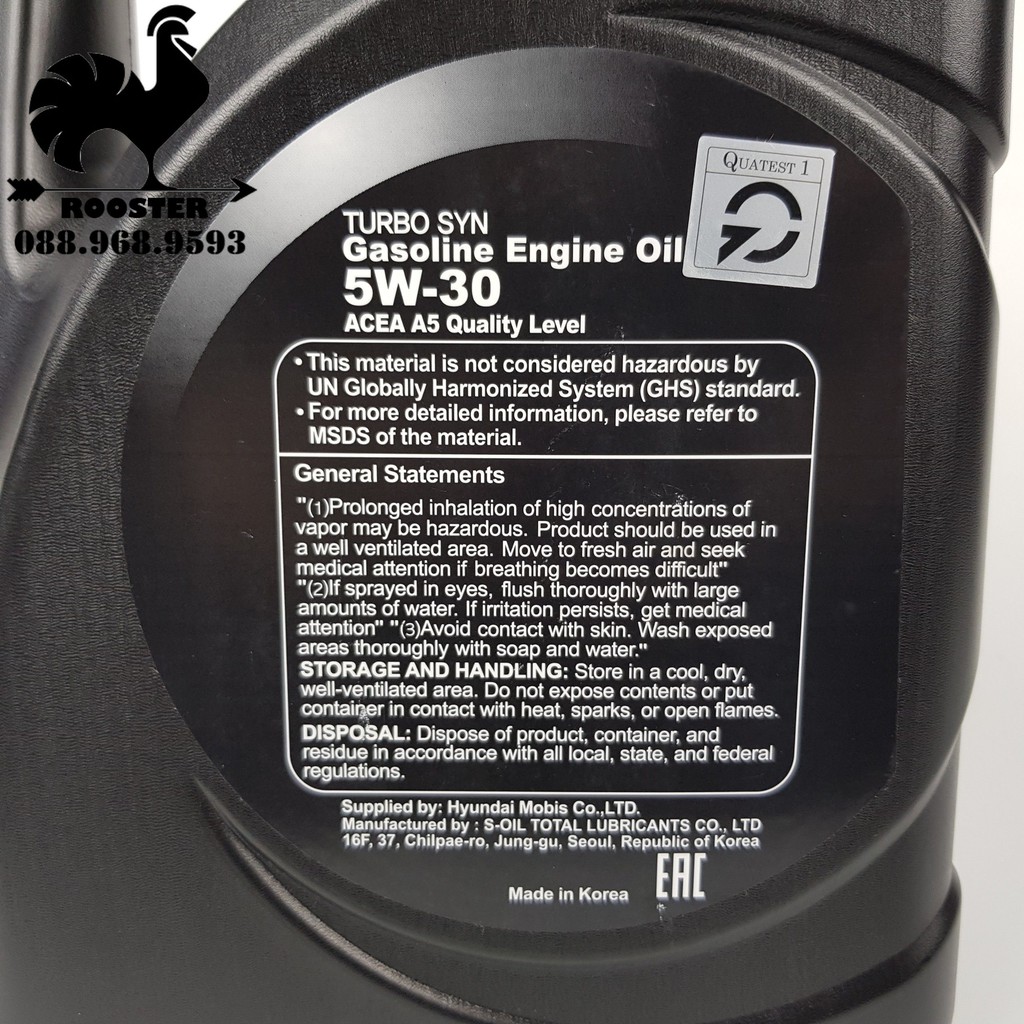 ROOSTER
088.968.9593
QUATEST 1
TURBO SYN
Gasoline Engine Oil
5W-30
ACEA A5 Quality Level
• This material is not considered hazardous by
UN Globally Harmonized System (GHS) standard.
• For more detailed information, please refer to
MSDS of the material.
General Statements
"(1)Prolonged inhalation of high concentrations of
vapor may be hazardous. Product should be used in
a well ventilated area. Move to fresh air and seek
medical attention if breathing becomes difficult"
"(2)If sprayed in eyes, flush thoroughly with large
amounts of water. If irritation persists, get medical
attention" "(3)Avoid contact with skin. Wash exposed
areas thoroughly with soap and water."
STORAGE AND HANDLING: Store in a cool, dry,
well-ventilated area. Do not expose contents or put
container in contact with heat, sparks, or open flames.
DISPOSAL: Dispose of product, container, and
residue in accordance with all local, state, and federal
regulations.
Supplied by: Hyundai Mobis Co.,LTD.
Manufactured by : S-OIL TOTAL LUBRICANTS CO., LTD
16F, 37, Chilpae-ro, Jung-gu, Seoul, Republic of Korea
Made in Korea
EAC